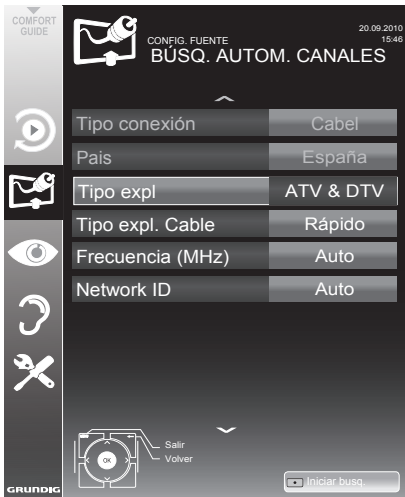 COMFORT
GUIDE
CONFIG. FUENTE
20.09.2010
15:46
BÚSQ. AUTOM. CANALES
Tipo conexión Cabel
Pais España
Tipo expl ATV & DTV
Tipo expl. Cable Rápido
Frecuencia (MHz) Auto
Network ID Auto
OK
Salir
Volver
Iniciar busq.
GRUNDIG